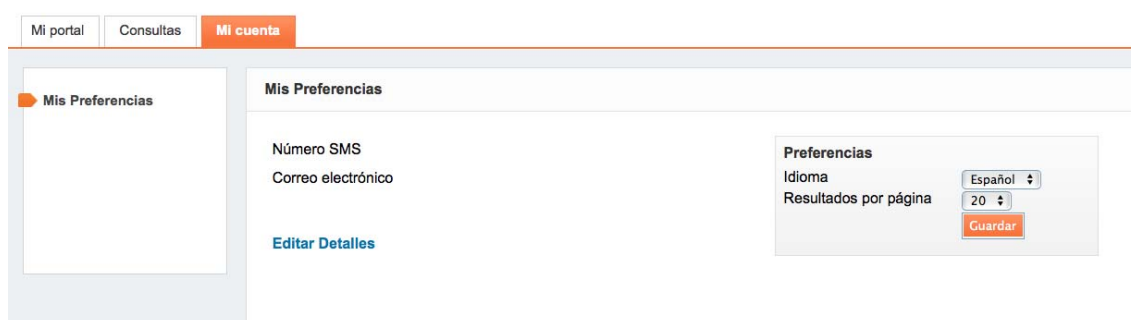 Mi portal
Consultas
Mi cuenta
Mis Preferencias
Mis Preferencias
Número SMS
Correo electrónico
Editar Detalles
Preferencias
Idioma Español
Resultados por página 20
Guardar